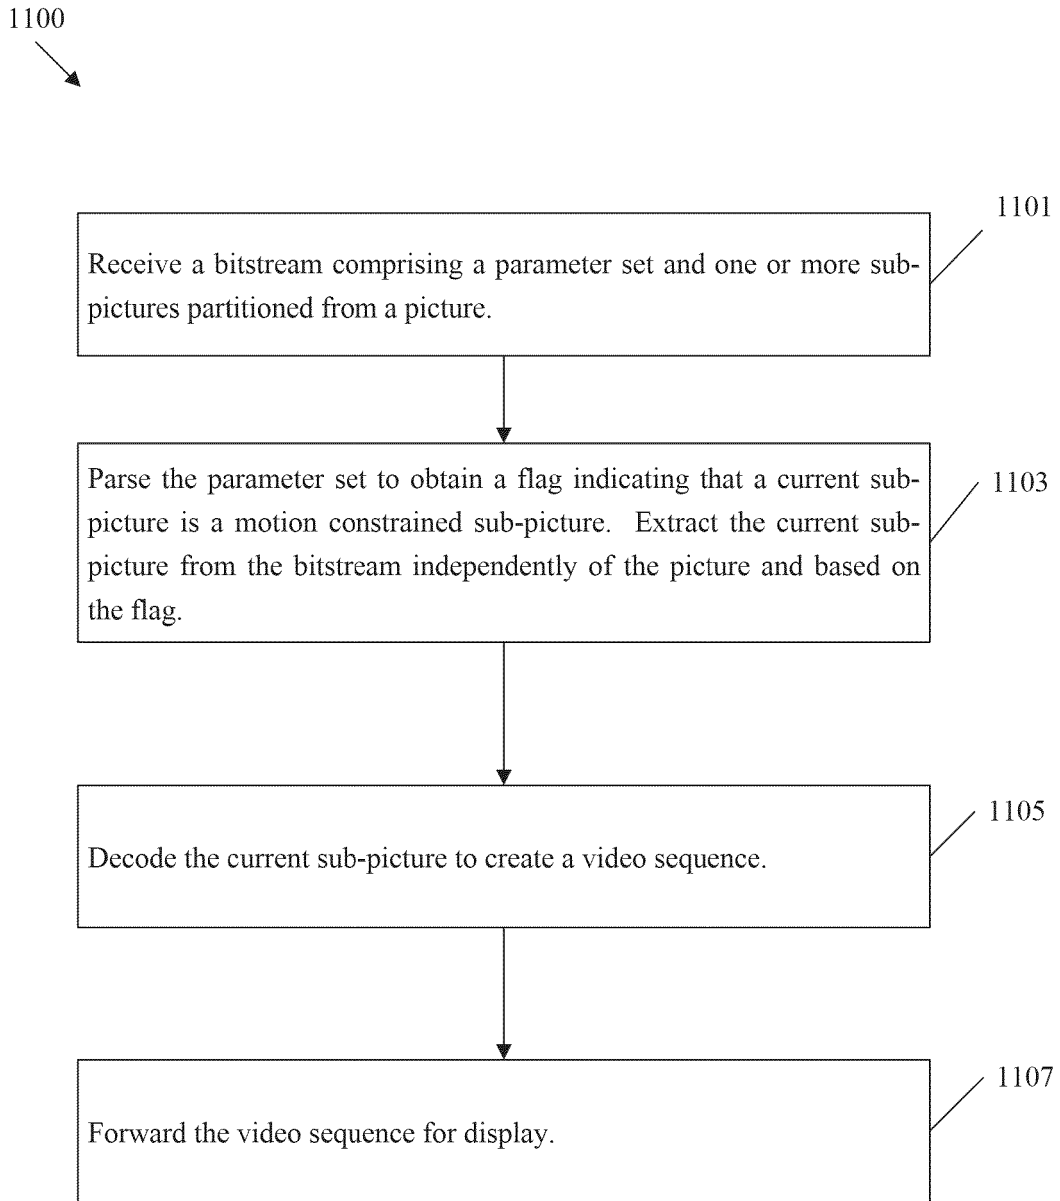 1100
1101
Receive a bitstream comprising a parameter set and one or more sub-
pictures partitioned from a picture.
1103
Parse the parameter set to obtain a flag indicating that a current sub-
picture is a motion constrained sub-picture. Extract the current sub-
picture from the bitstream independently of the picture and based on
the flag.
1105
Decode the current sub-picture to create a video sequence.
1107
Forward the video sequence for display.